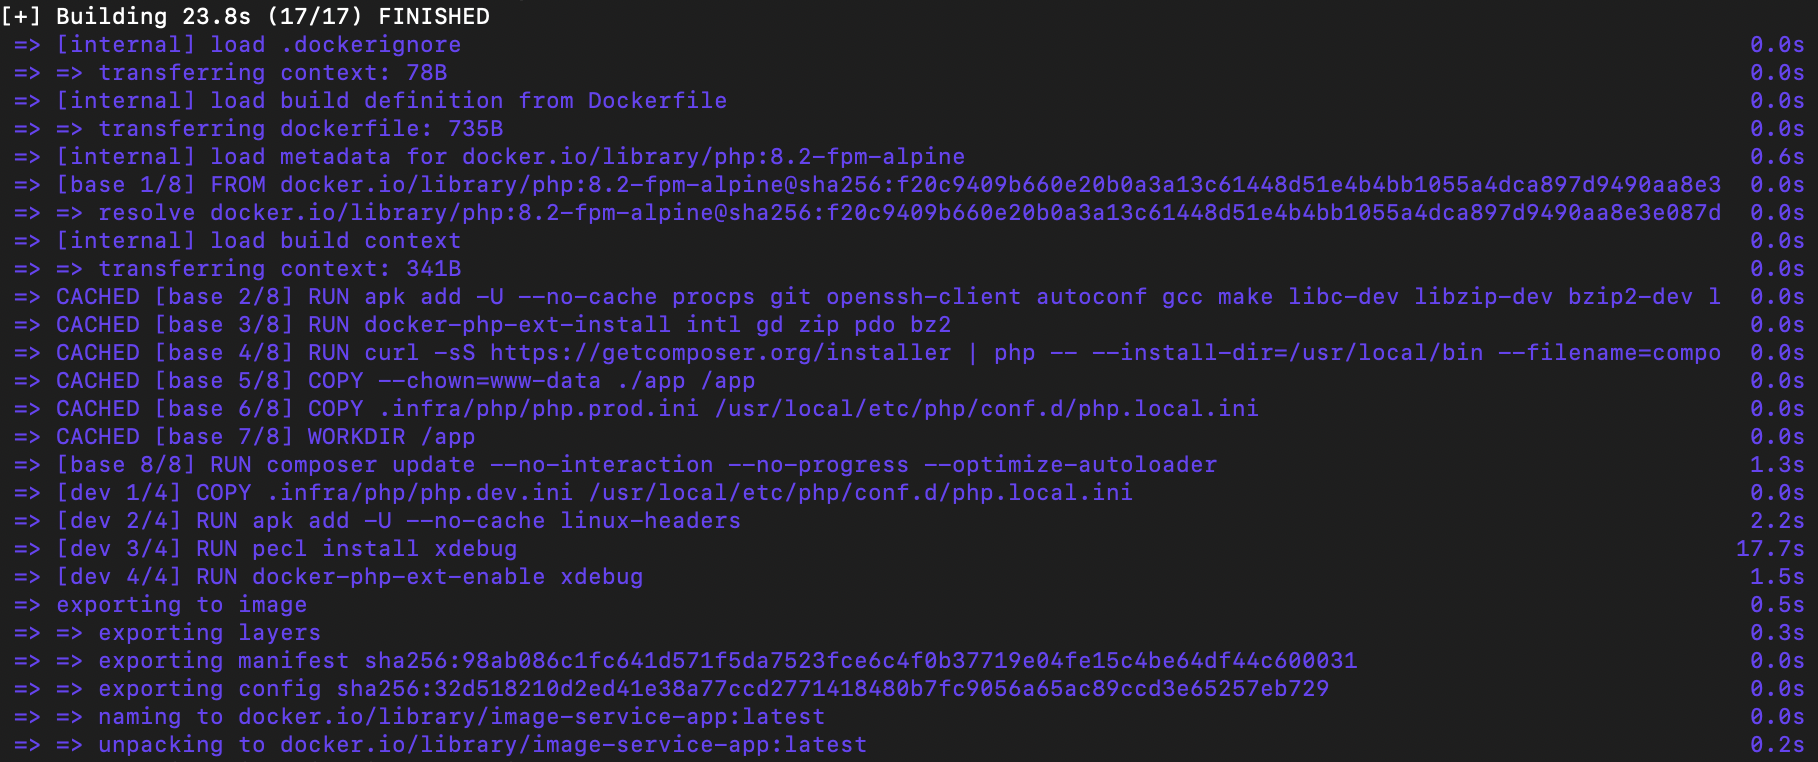 [+] Building 23.8s (17/17) FINISHED
=> [internal] load .dockerignore 0.0s
=> => transferring context: 78B 0.0s
=> [internal] load build definition from Dockerfile 0.0s
=> => transferring dockerfile: 735B 0.0s
=> [internal] load metadata for docker.io/library/php:8.2-fpm-alpine 0.6s
=> [base 1/8] FROM docker.io/library/php:8.2-fpm-alpine@sha256:f20c9409b660e20b0a3a13c61448d51e4b4bb1055a4dca897d9490aa8e3 0.0s
=> => resolve docker.io/library/php:8.2-fpm-alpine@sha256:f20c9409b660e20b0a3a13c61448d51e4b4bb1055a4dca897d9490aa8e3e087d 0.0s
=> [internal] load build context 0.0s
=> => transferring context: 341B 0.0s
=> CACHED [base 2/8] RUN apk add -U --no-cache procps git openssh-client autoconf gcc make libc-dev libzip-dev bzip2-dev l 0.0s
=> CACHED [base 3/8] RUN docker-php-ext-install intl gd zip pdo bz2 0.0s
=> CACHED [base 4/8] RUN curl -sS https://getcomposer.org/installer | php -- --install-dir=/usr/local/bin --filename=compo 0.0s
=> CACHED [base 5/8] COPY --chown=www-data ./app /app 0.0s
=> CACHED [base 6/8] COPY .infra/php/php.prod.ini /usr/local/etc/php/conf.d/php.local.ini 0.0s
=> CACHED [base 7/8] WORKDIR /app 0.0s
=> [base 8/8] RUN composer update --no-interaction --no-progress --optimize-autoloader 1.3s
=> [dev 1/4] COPY .infra/php/php.dev.ini /usr/local/etc/php/conf.d/php.local.ini 0.0s
=> [dev 2/4] RUN apk add -U --no-cache linux-headers 2.2s
=> [dev 3/4] RUN pecl install xdebug 17.7s
=> [dev 4/4] RUN docker-php-ext-enable xdebug 1.5s
=> exporting to image 0.5s
=> => exporting layers 0.3s
=> => exporting manifest sha256:98ab086c1fc641d571f5da7523fce6c4f0b37719e04fe15c4be64df44c600031 0.0s
=> => exporting config sha256:32d518210d2ed41e38a77ccd2771418480b7fc9056a65ac89ccd3e65257eb729 0.0s
=> => naming to docker.io/library/image-service-app:latest 0.0s
=> => unpacking to docker.io/library/image-service-app:latest 0.2s